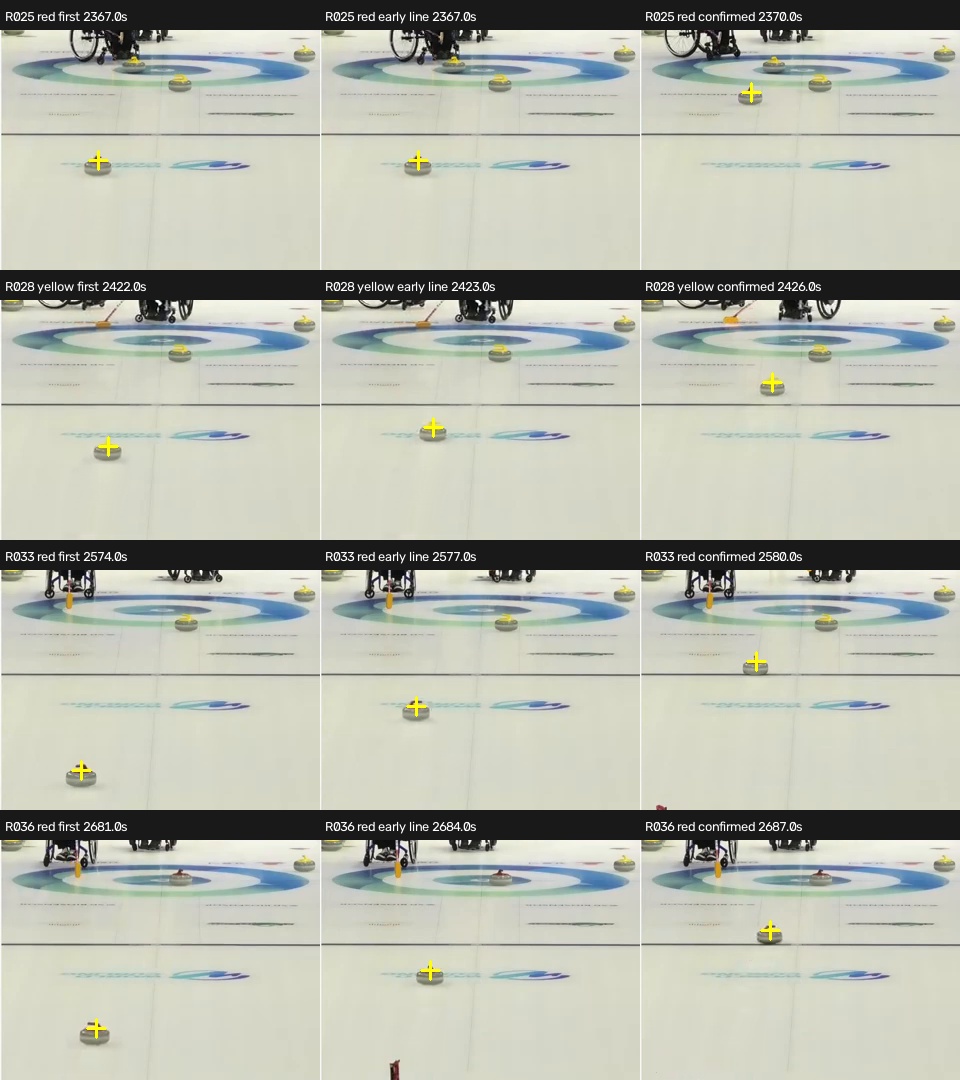 R025 red first 2367.0s
R025 red early line 2367.0s
R025 red confirmed 2370.0s
R028 yellow first 2422.0s
R028 yellow early line 2423.0s
R028 yellow confirmed 2426.0s
R033 red first 2574.0s
R033 red early line 2577.0s
R033 red confirmed 2580.0s
R036 red first 2681.0s
R036 red early line 2684.0s
R036 red confirmed 2687.0s